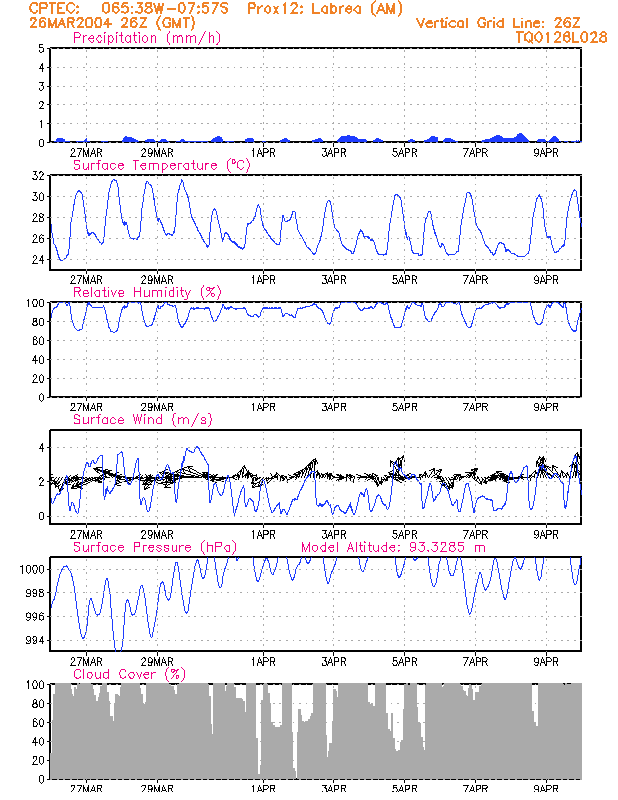 CPTEC: 065:38W-07:57S Prox12: Labrea (AM)
26MAR2004 26Z (GMT) Vertical Grid Line: 26Z
Precipitation (mm/h) TQ0126L028
5
4
3
2
1
0
27MAR 29MAR 1APR 3APR 5APR 7APR 9APR
Surface Temperature (°C)
32
30
28
26
24
27MAR 29MAR 1APR 3APR 5APR 7APR 9APR
Relative Humidity (%)
100
80
60
40
20
0
27MAR 29MAR 1APR 3APR 5APR 7APR 9APR
Surface Wind (m/s)
4
2
0
27MAR 29MAR 1APR 3APR 5APR 7APR 9APR
Surface Pressure (hPa) Model Altitude: 93.3285 m
1000
998
996
994
27MAR 29MAR 1APR 3APR 5APR 7APR 9APR
Cloud Cover (%)
100
80
60
40
20
0
27MAR 29MAR 1APR 3APR 5APR 7APR 9APR